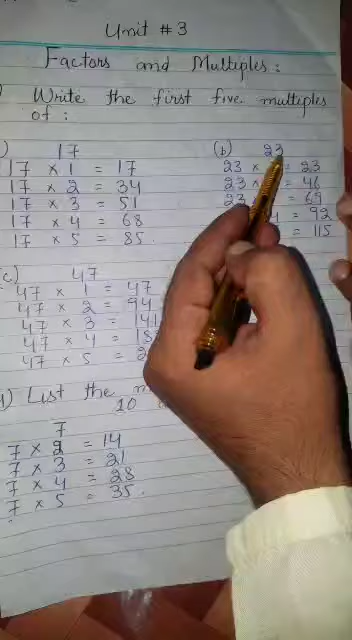 Unit # 3
Factors and Multiples:
Write the first five multiples
of:
17
17 × 1 = 17
17 × 2 = 34
17 × 3 = 51
17 × 4 = 68
17 × 5 = 85
(b) 23
23 × 23
23 × = 46
23 = 69
4 = 92
= 115
(c) 47
47 × 1 = 47
47 × 2 = 94
47 × 3 = 141
47 × 4 = 18
47 × 5 = 2
List the
10
7
7 × 2 = 14
7 × 3 = 21
7 × 4 = 28
7 × 5 = 35.